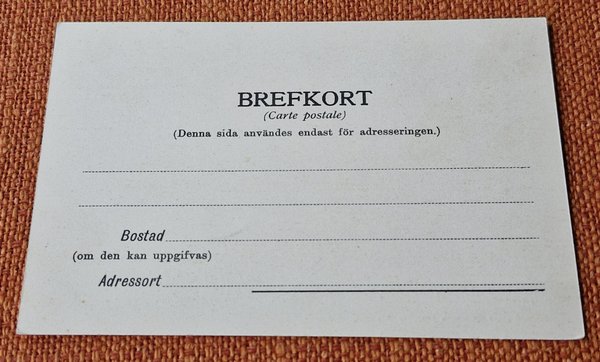 BREFKORT
(Carte postale)
(Denna sida användes endast för adresseringen.)
Bostad
(om den kan uppgifvas)
Adressort